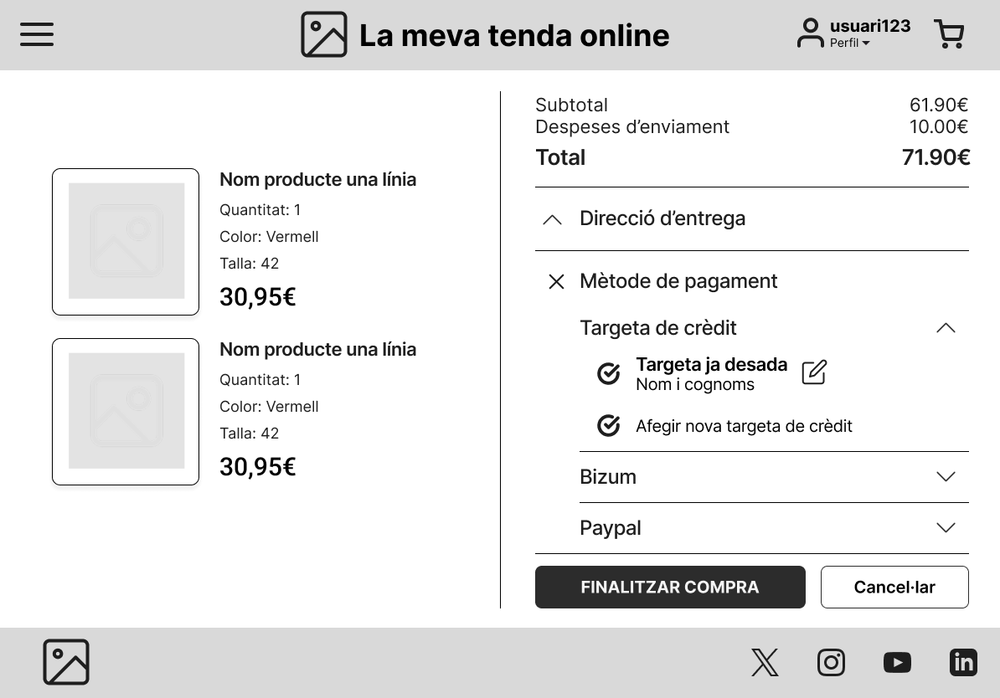 La meva tenda online
usuari123
Perfil
Nom producte una línia
Quantitat: 1
Color: Vermell
Talla: 42
30,95€
Nom producte una línia
Quantitat: 1
Color: Vermell
Talla: 42
30,95€
Subtotal 61.90€
Despeses d’enviament 10.00€
Total 71.90€
Direcció d’entrega
Mètode de pagament
Targeta de crèdit
Targeta ja desada
Nom i cognoms
Afegir nova targeta de crèdit
Bizum
Paypal
FINALITZAR COMPRA Cancel·lar
in